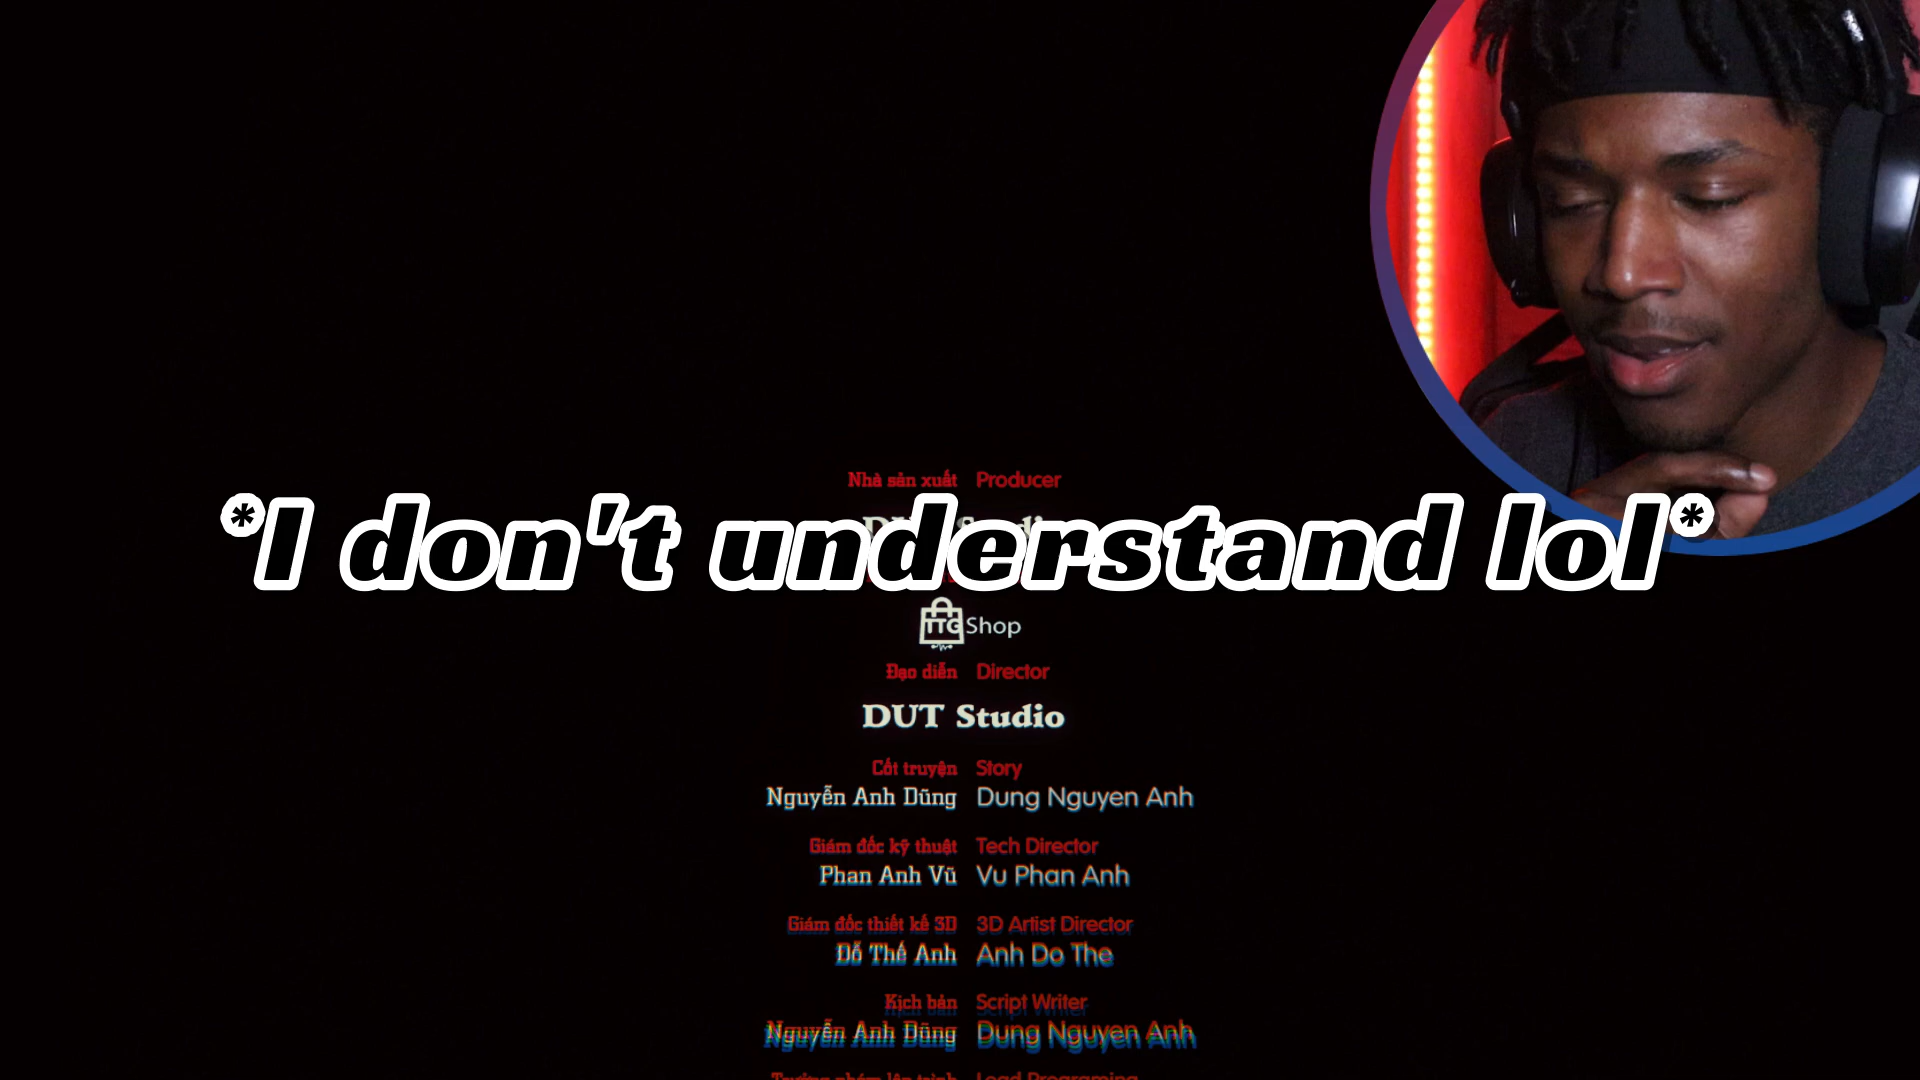 Nhà sản xuất Producer
*I don't understand lol*
TTG Shop
Đạo diễn Director
DUT Studio
Cốt truyện Story
Nguyễn Anh Dũng Dung Nguyen Anh
Giám đốc kỹ thuật Tech Director
Phan Anh Vũ Vu Phan Anh
Giám đốc thiết kế 3D 3D Artist Director
Đỗ Thế Anh Anh Do The
Kịch bản Script Writer
Nguyễn Anh Dũng Dung Nguyen Anh
Lead Programing